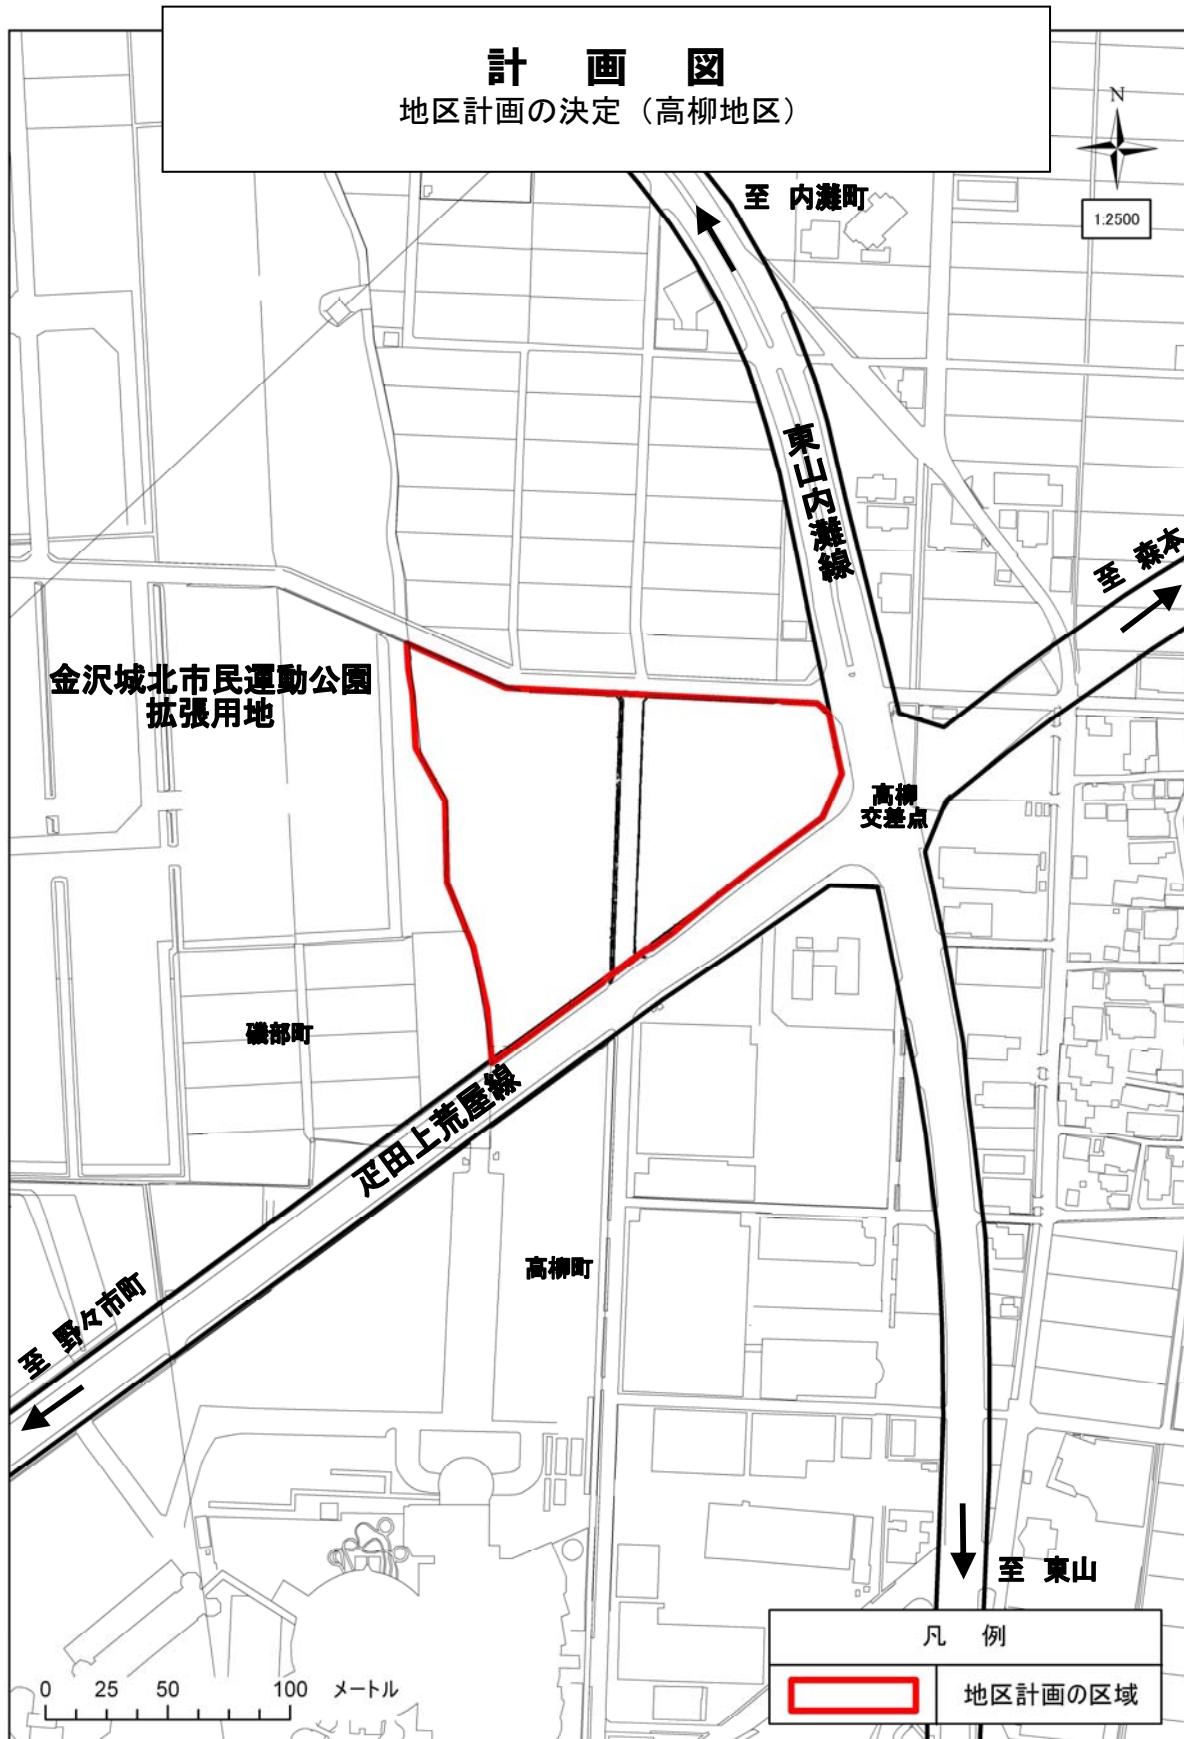 計 画 図
地区計画の決定（高柳地区）
N
1:2500
至 内灘町
東山内灘線
至 森本
金沢城北市民運動公園
拡張用地
高柳
交差点
磯部町
疋田上荒屋線
高柳町
至 野々市町
至 東山
凡 例
地区計画の区域
0 25 50 100 メートル